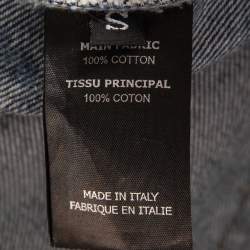 S
MAIN FABRIC
100% COTTON
TISSU PRINCIPAL
100% COTON
MADE IN ITALY
FABRIQUE EN ITALIE